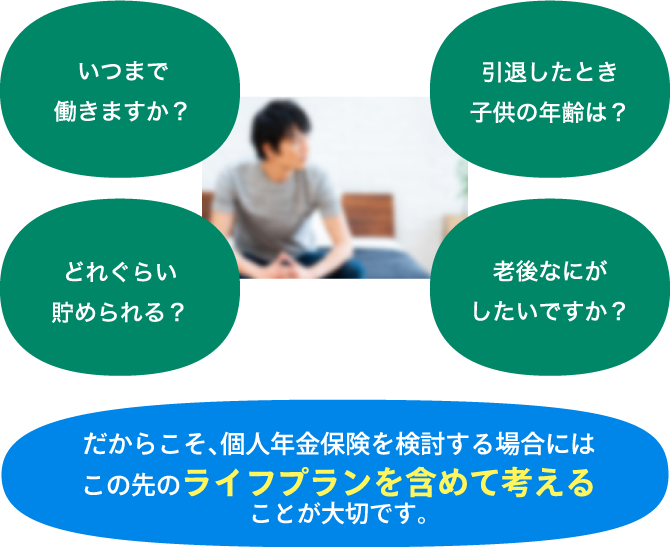 いつまで
働きますか？
引退したとき
子供の年齢は？
どれぐらい
貯められる？
老後なにが
したいですか？
だからこそ、個人年金保険を検討する場合には
この先のライフプランを含めて考える
ことが大切です。